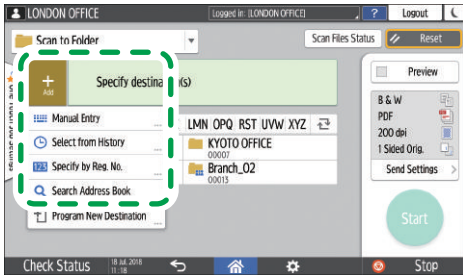 LONDON OFFICE
Logged in: [LONDON OFFICE]
?
Logout
Scan to Folder
Scan Files Status
Reset
Add
Specify destina
(s)
Preview
Manual Entry
LMN OPQ RST UVW XYZ
Select from History
KYOTO OFFICE
00007
Specify by Reg. No.
Branch_02
00013
Search Address Book
Program New Destination
B & W
PDF
200 dpi
1 Sided Orig.
Send Settings
Start
Check Status
18 Jul. 2018
11:18
Stop